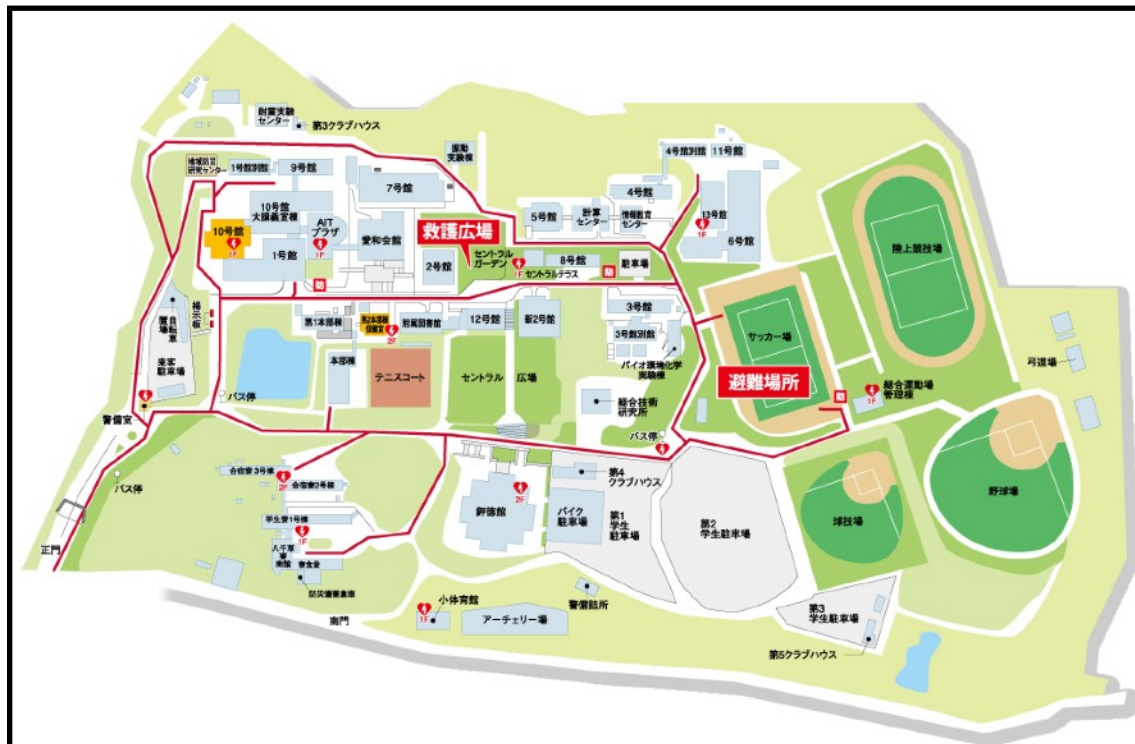 耐震実験
センター
第3クラブハウス
地域防災
研究センター
1号館別館
9号館
7号館
振動
実験棟
4号館別館
11号館
4号館
5号館
計算
センター
情報教育
センター
13号館
1F
6号館
陸上競技場
10号館
大講義室棟
10号館
1F
AIT
プラザ
1F
1号館
愛和会館
救護広場
2号館
セントラル
ガーデン
1F
セントラルテラス
8号館
駐車場
掲示板
自転車
置場
来客
駐車場
第1本部棟
第2本部棟
保健室
2F
附属図書館
12号館
新2号館
3号館
3号館別館
バイオ環境化学
実験棟
サッカー場
避難場所
弓道場
本部棟
テニスコート
セントラル 広場
総合技術
研究所
総合運動場
管理棟
1F
バス停
警備室
バス停
バス停
合宿寮3号棟
2F
合宿寮2号棟
学生寮1号棟
1F
八千草寮
南館
寮食堂
防災備蓄倉庫
正門
鉀徳館
2F
第4
クラブハウス
バイク
駐車場
第1
学生
駐車場
第2
学生駐車場
球技場
野球場
南門
小体育館
1F
アーチェリー場
警備詰所
第3
学生駐車場
第5クラブハウス